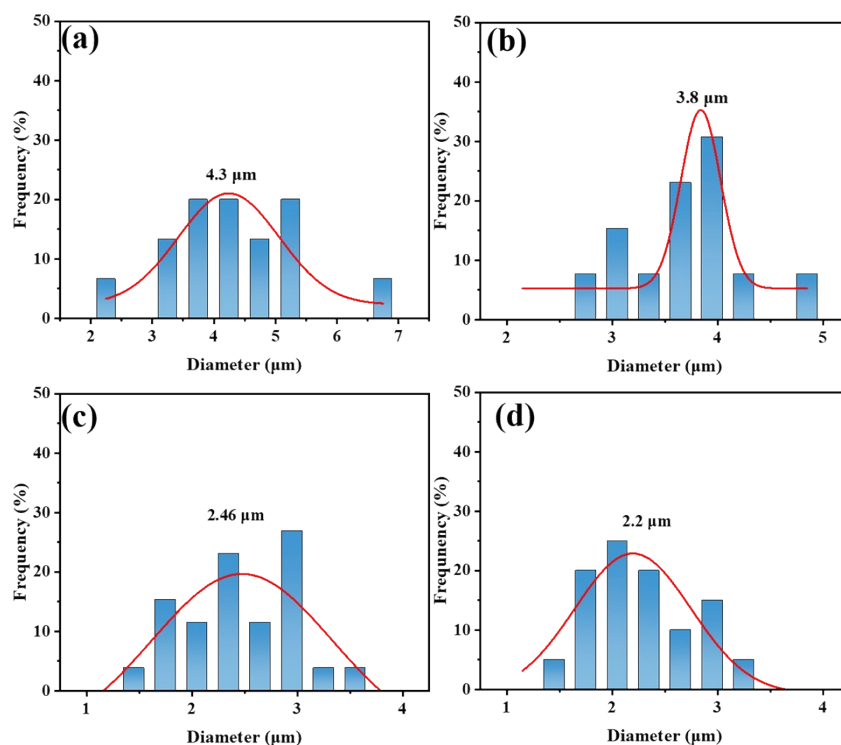 (a)
4.3 µm
Frequency (%)
50
40
30
20
10
0
2 3 4 5 6 7
Diameter (µm)
(b)
3.8 µm
Frequency (%)
50
40
30
20
10
0
2 3 4 5
Diameter (µm)
(c)
2.46 µm
Frequency (%)
50
40
30
20
10
0
1 2 3 4
Diameter (µm)
(d)
2.2 µm
Frequnency (%)
50
40
30
20
10
0
1 2 3 4
Diameter (µm)